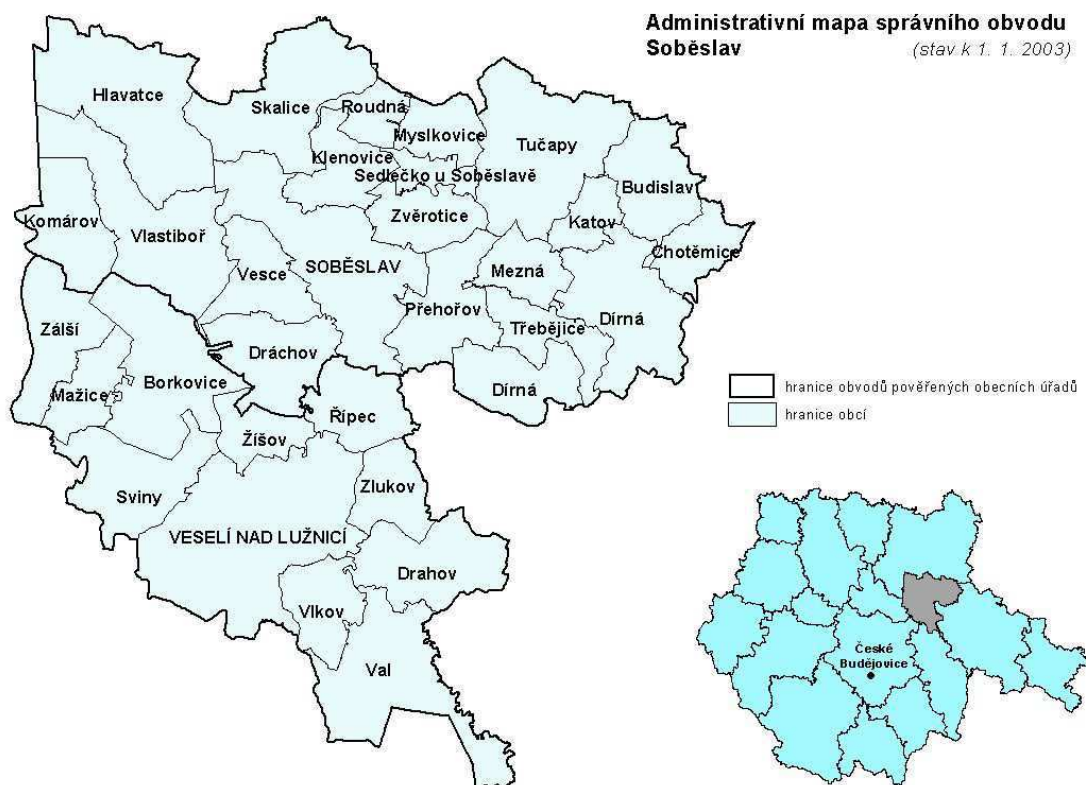 Administrativní mapa správního obvodu
Soběslav (stav k 1. 1. 2003)
Hlavatce
Skalice
Roudná
Myslkovice
Tučapy
Klenovice
Sedlečko u Soběslavě
Budislav
Komárov
Vlastiboř
Zvěrotice
Katov
Chotěmice
Vesce
SOBĚSLAV
Mezná
Zálší
Přehořov
Třebějice
Dírná
Dráchov
Mažice
Borkovice
Dírná
Řípec
Žíšov
hranice obvodů pověřených obecních úřadů
hranice obcí
Sviny
Zlukov
VESELÍ NAD LUŽNICÍ
Drahov
Vlkov
Val
České
Budějovice